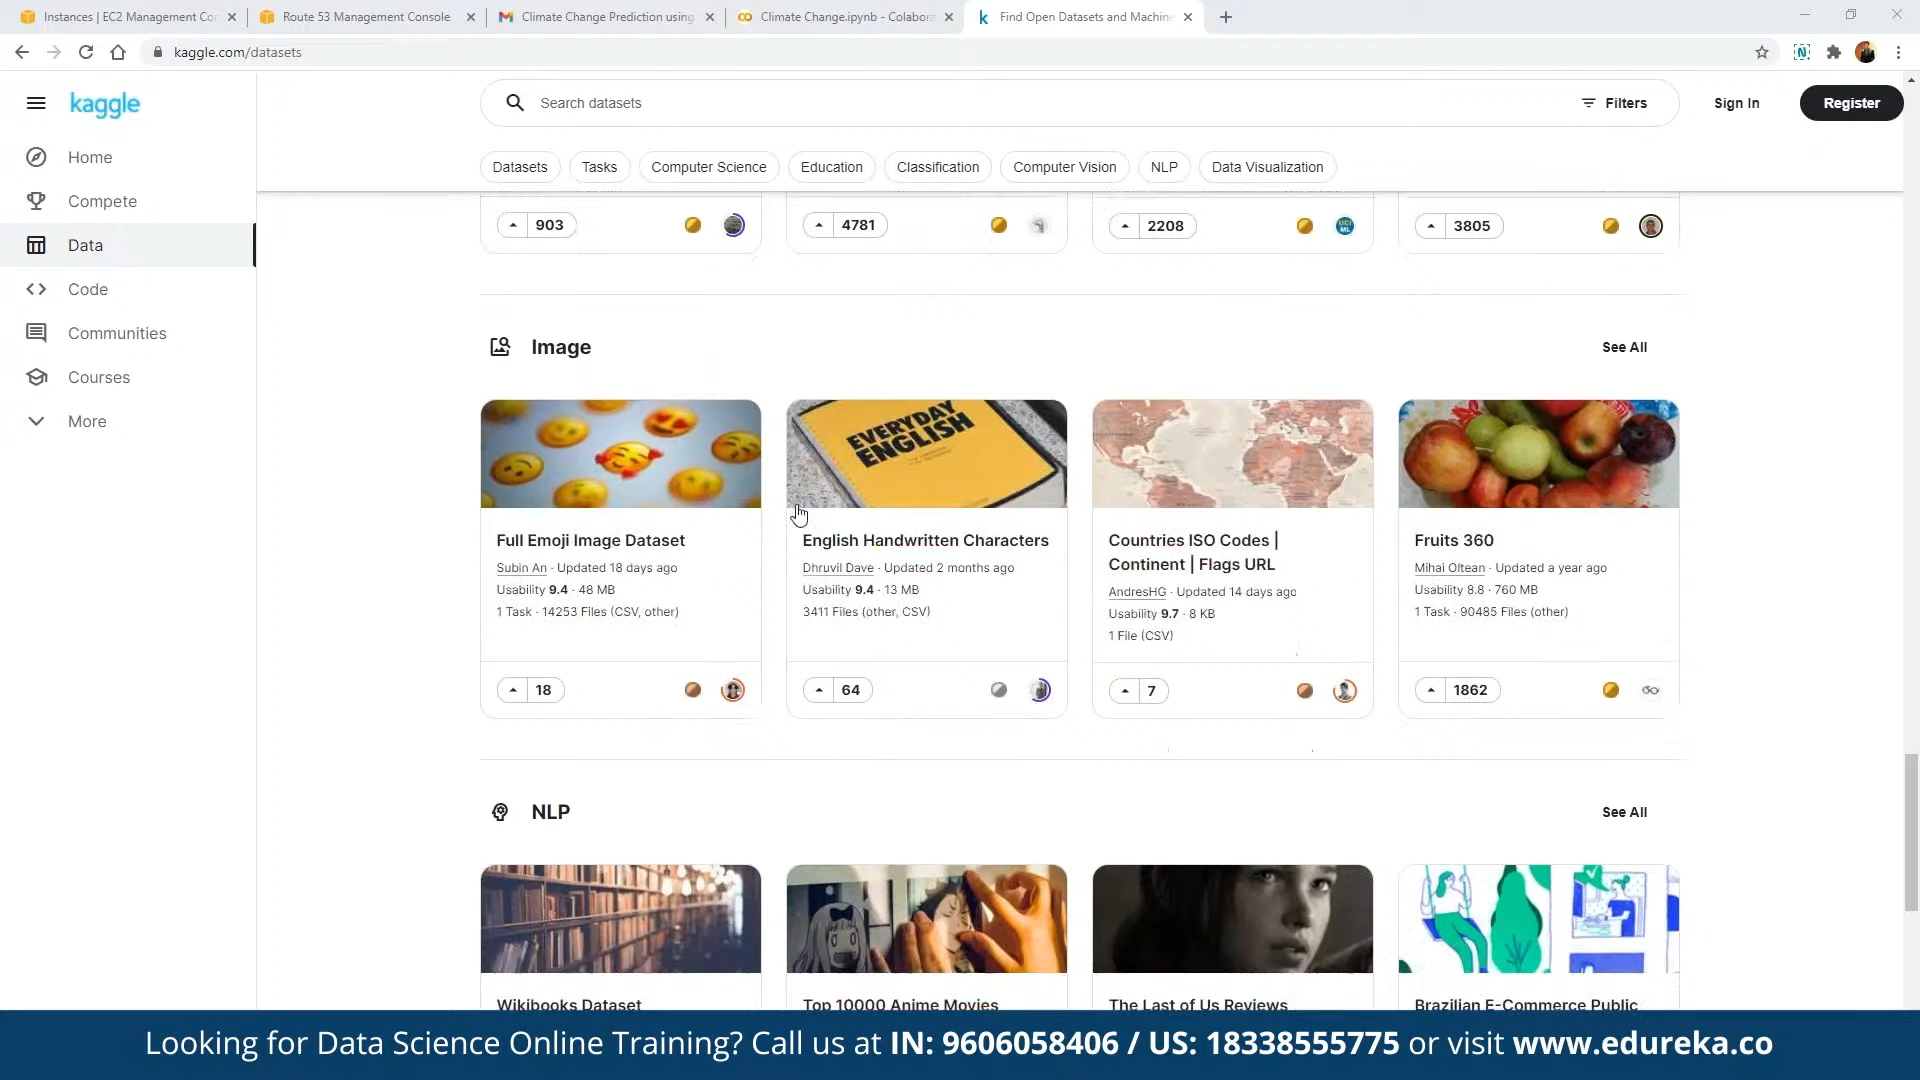 Instances | EC2 Management Co
Route 53 Management Console
Climate Change Prediction using
Climate Change.ipynb - Colabora
Find Open Datasets and Machine
kaggle.com/datasets
kaggle
Search datasets
Filters
Sign In
Register
Home
Compete
Data
Code
Communities
Courses
More
Datasets
Tasks
Computer Science
Education
Classification
Computer Vision
NLP
Data Visualization
903
4781
2208
UCI
ML
3805
Image
See All
EVERYDAY
ENGLISH
Full Emoji Image Dataset
Subin An · Updated 18 days ago
Usability 9.4 · 48 MB
1 Task · 14253 Files (CSV, other)
18
English Handwritten Characters
Dhruvil Dave · Updated 2 months ago
Usability 9.4 · 13 MB
3411 Files (other, CSV)
64
Countries ISO Codes |
Continent | Flags URL
AndresHG · Updated 14 days ago
Usability 9.7 · 8 KB
1 File (CSV)
7
Fruits 360
Mihai Oltean · Updated a year ago
Usability 8.8 · 760 MB
1 Task · 90485 Files (other)
1862
NLP
See All
Wikibooks Dataset
Top 10000 Anime Movies
The Last of Us Reviews
Brazilian E-Commerce Public
Looking for Data Science Online Training? Call us at IN: 9606058406 / US: 18338555775 or visit www.edureka.co